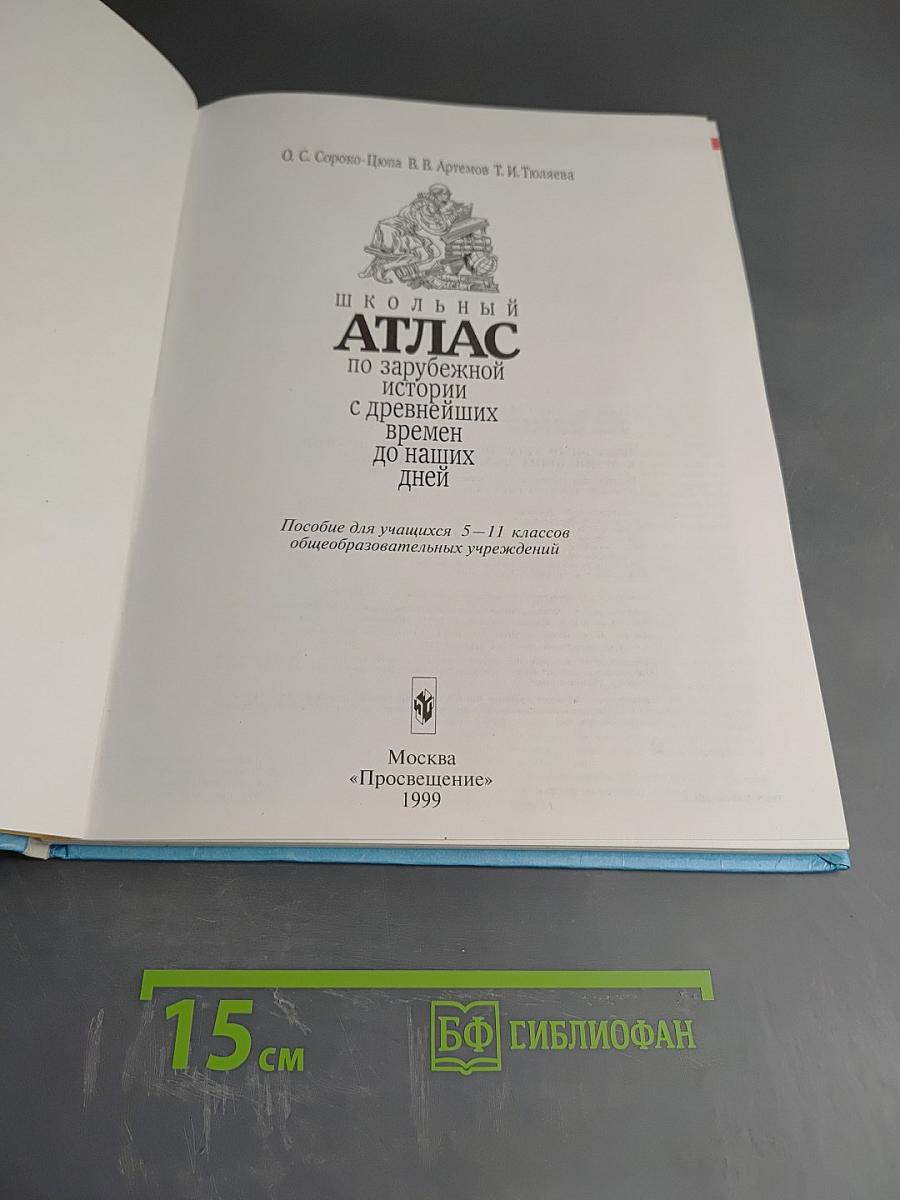 О. С. Сороко-Цюпа В. В. Артемов Т. И. Тюляева
ШКОЛЬНЫЙ
АТЛАС
по зарубежной
истории
с древнейших
времен
до наших
дней
Пособие для учащихся 5—11 классов
общеобразовательных учреждений
Москва
«Просвещение»
1999
15 см
БФ БИБЛИОФАН